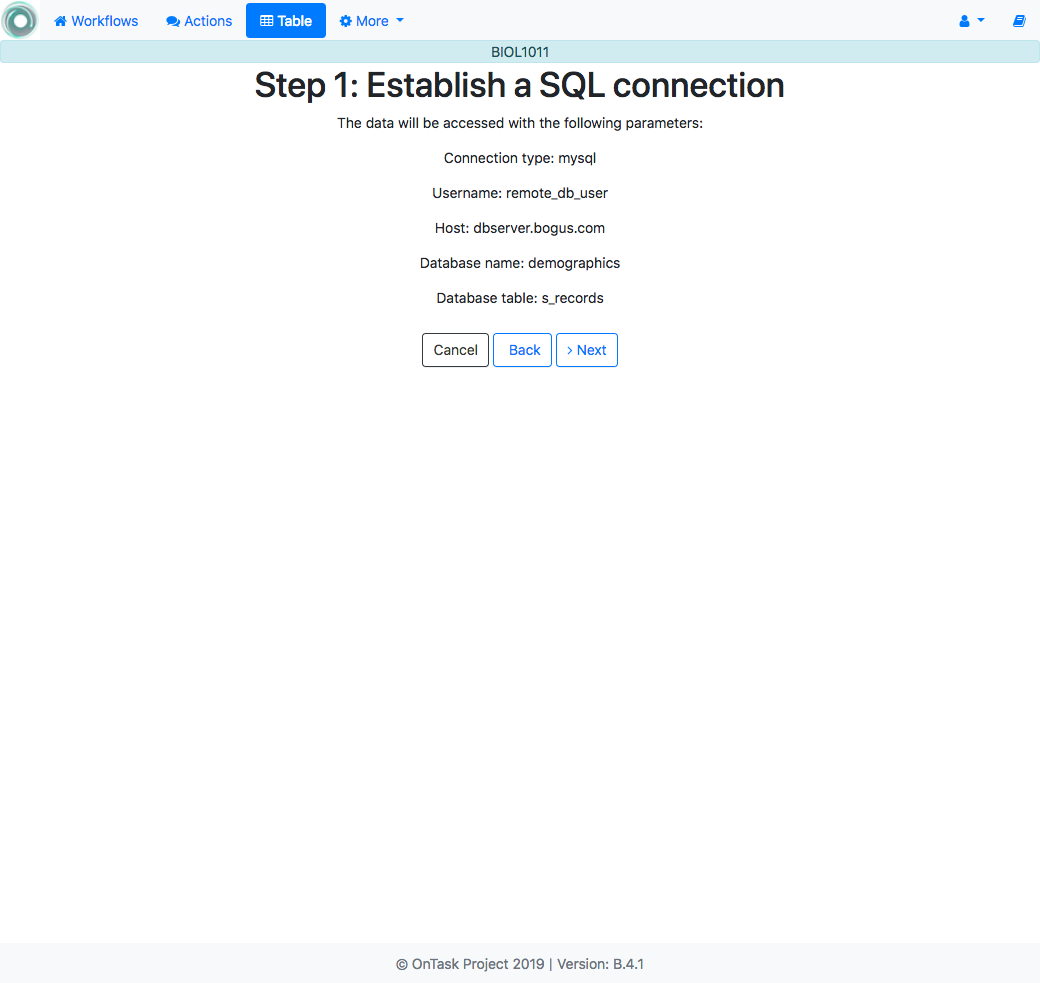 Workflows Actions Table More
BIOL1011
Step 1: Establish a SQL connection
The data will be accessed with the following parameters:
Connection type: mysql
Username: remote_db_user
Host: dbserver.bogus.com
Database name: demographics
Database table: s_records
Cancel Back Next
© OnTask Project 2019 | Version: B.4.1